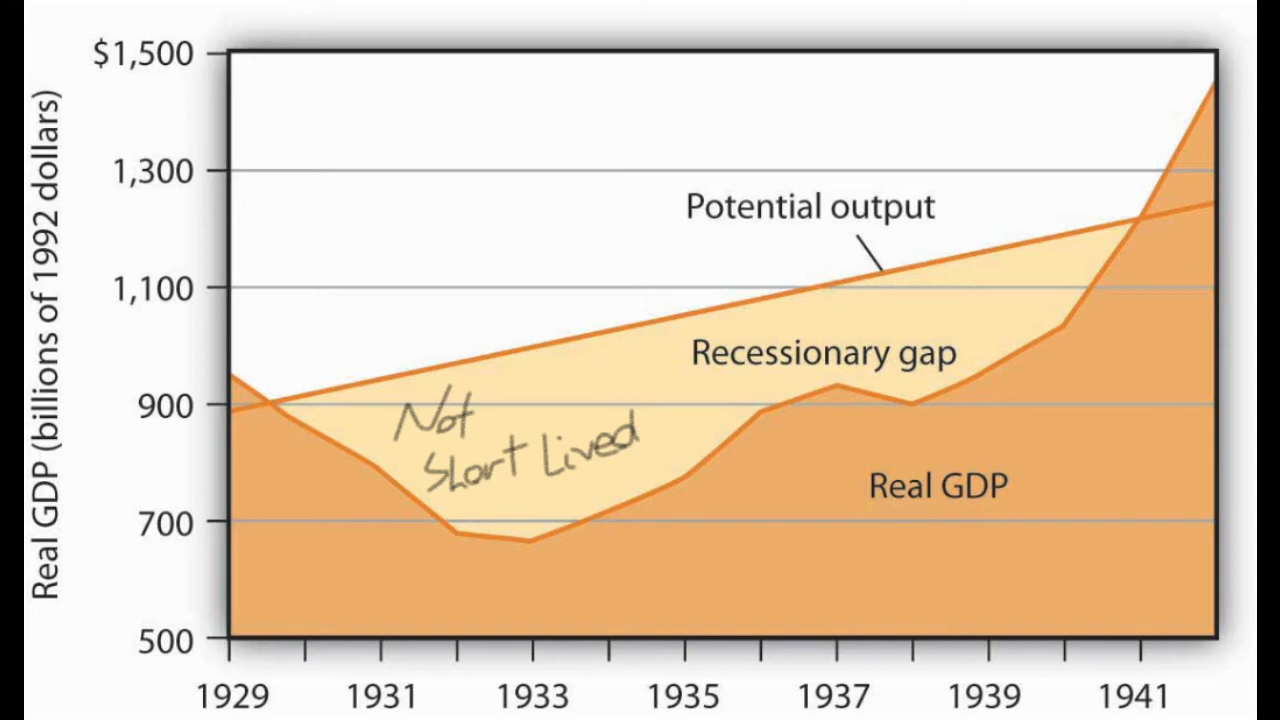 $1,500
1,300
1,100
900
700
500
Real GDP (billions of 1992 dollars)
Potential output
Recessionary gap
Not
Short Lived
Real GDP
1929 1931 1933 1935 1937 1939 1941